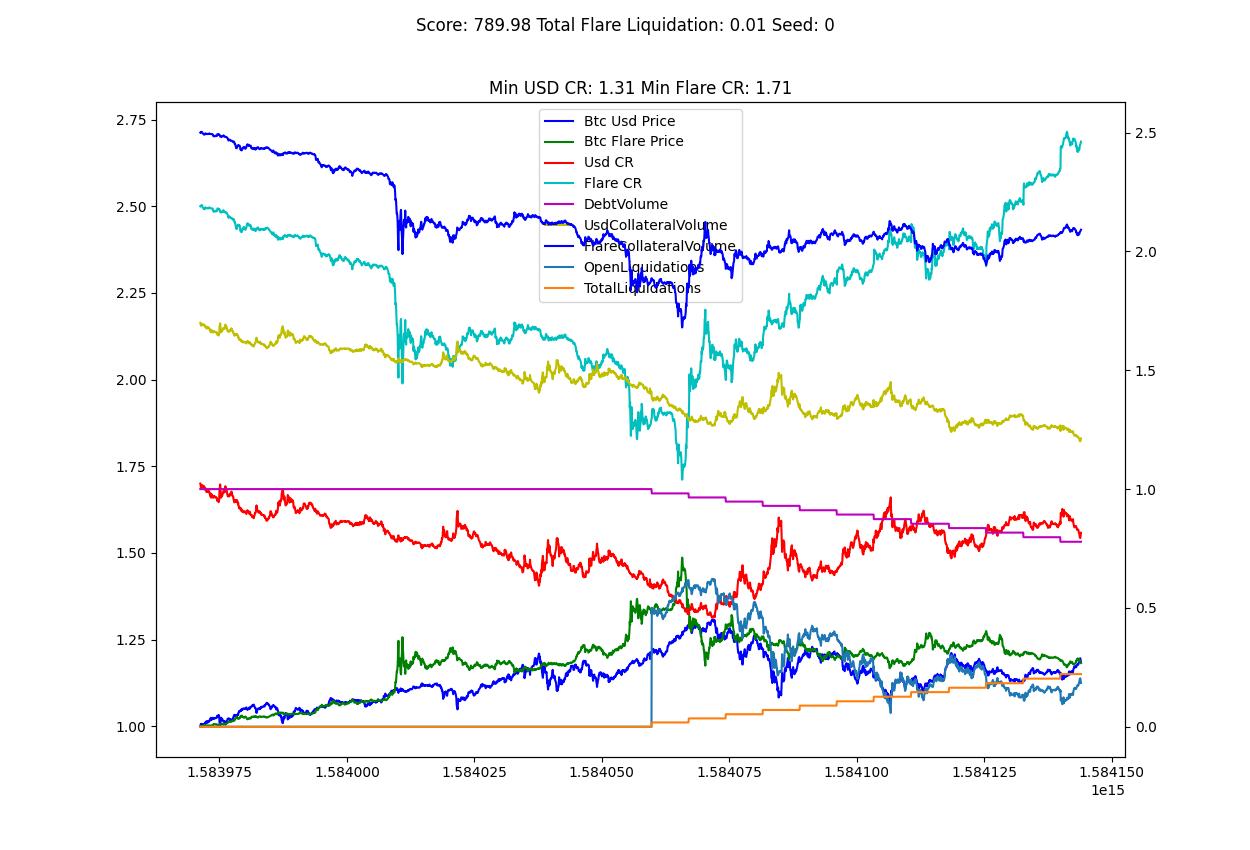 Score: 789.98 Total Flare Liquidation: 0.01 Seed: 0
Min USD CR: 1.31 Min Flare CR: 1.71
Btc Usd Price
Btc Flare Price
Usd CR
Flare CR
DebtVolume
UsdCollateralVolume
FlareCollateralVolume
OpenLiquidations
TotalLiquidations
2.75
2.50
2.25
2.00
1.75
1.50
1.25
1.00
2.5
2.0
1.5
1.0
0.5
0.0
1.583975
1.584000
1.584025
1.584050
1.584075
1.584100
1.584125
1.584150
1e15